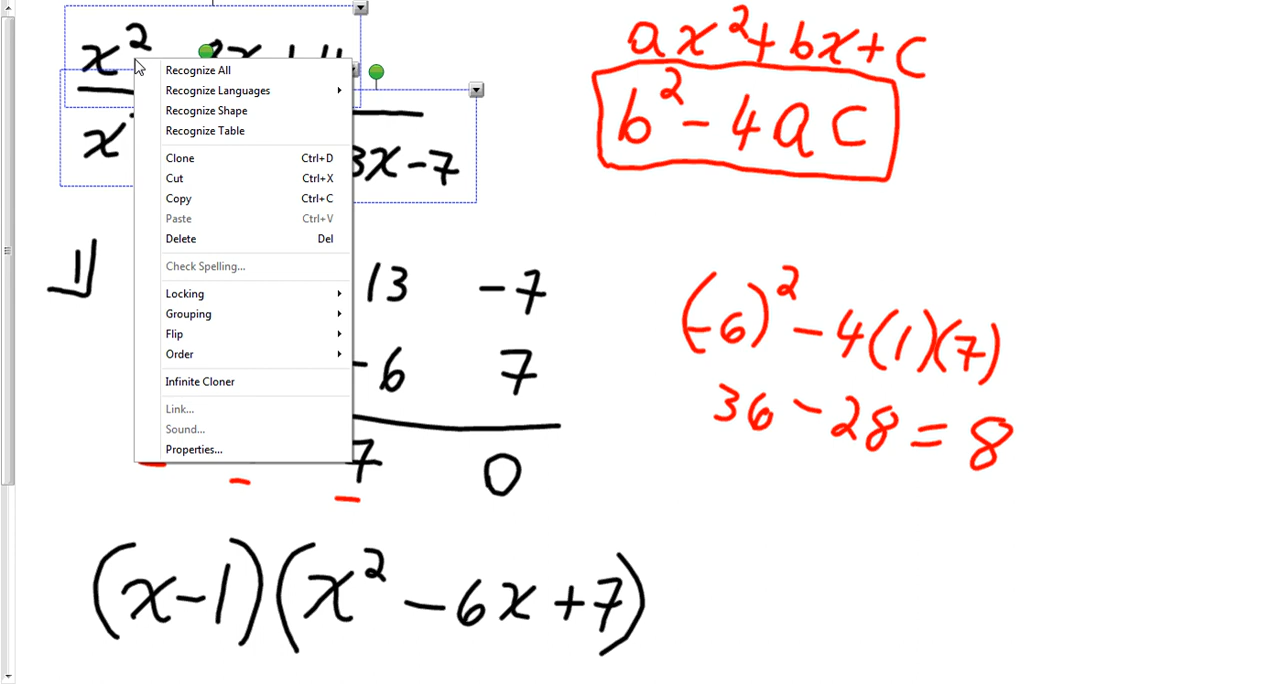 x²
x
3x-7
ax²+bx+c
b²-4ac
Recognize All
Recognize Languages
Recognize Shape
Recognize Table
Clone Ctrl+D
Cut Ctrl+X
Copy Ctrl+C
Paste Ctrl+V
Delete Del
Check Spelling...
Locking
Grouping
Flip
Order
Infinite Cloner
Link...
Sound...
Properties...
1 13 -7
-6 7
7 0
(-6)²-4(1)(7)
36-28=8
(x-1)(x²-6x+7)